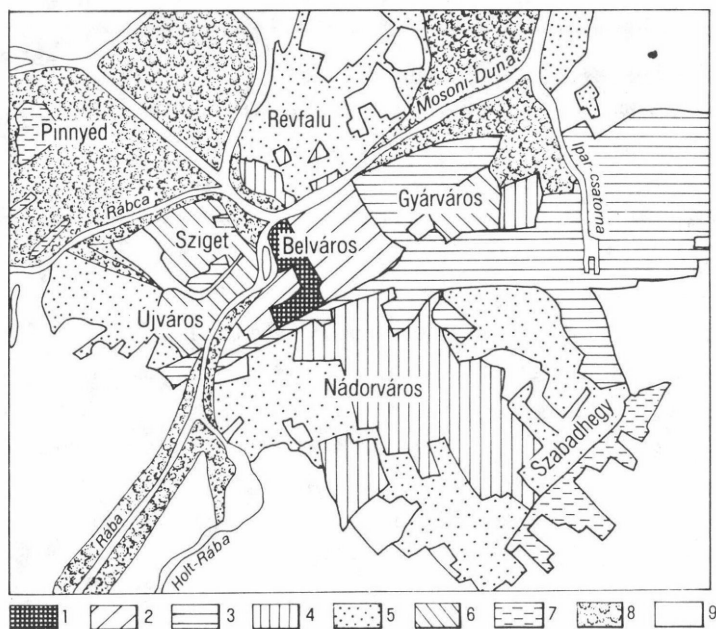 Révfalu
Mosoni-Duna
Pinnyéd
Ipar-csatorna
Gyárváros
Rábca
Sziget
Belváros
Újváros
Nádorváros
Szabadhegy
Rába
Holt-Rába
1 2 3 4 5 6 7 8 9